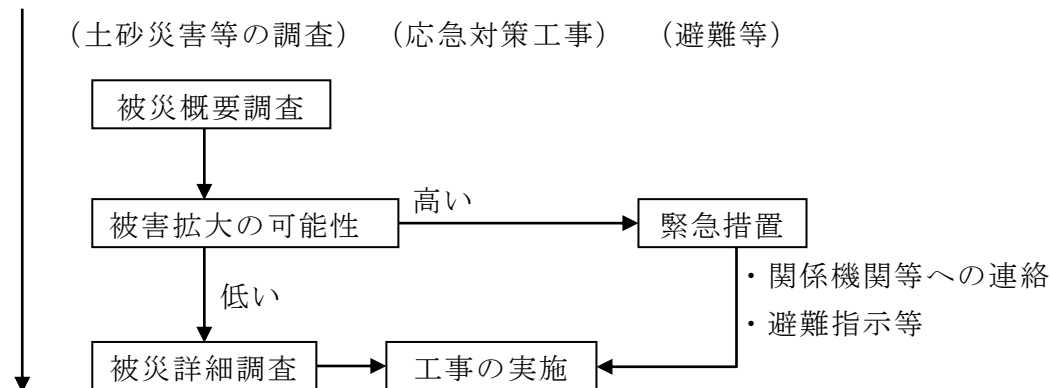 （土砂災害等の調査）　（応急対策工事）　（避難等）
被災概要調査
高い
被害拡大の可能性
緊急措置
・関係機関等への連絡
低い
・避難指示等
被災詳細調査
工事の実施